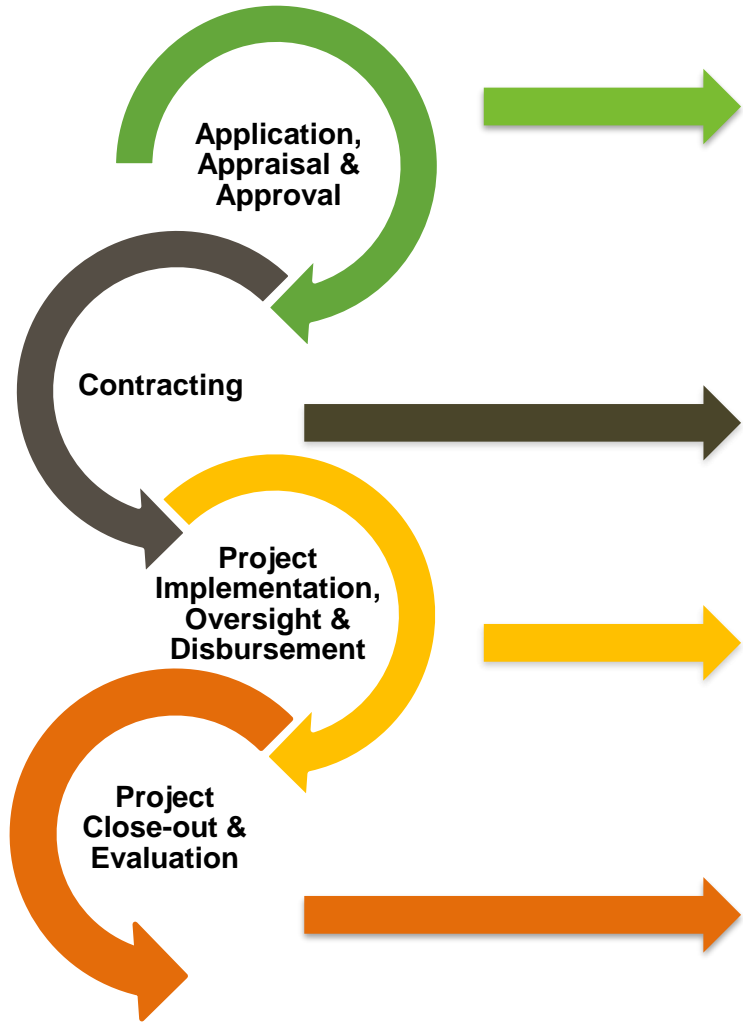 Application,
Appraisal &
Approval
Contracting
Project
Implementation,
Oversight &
Disbursement
Project
Close-out &
Evaluation